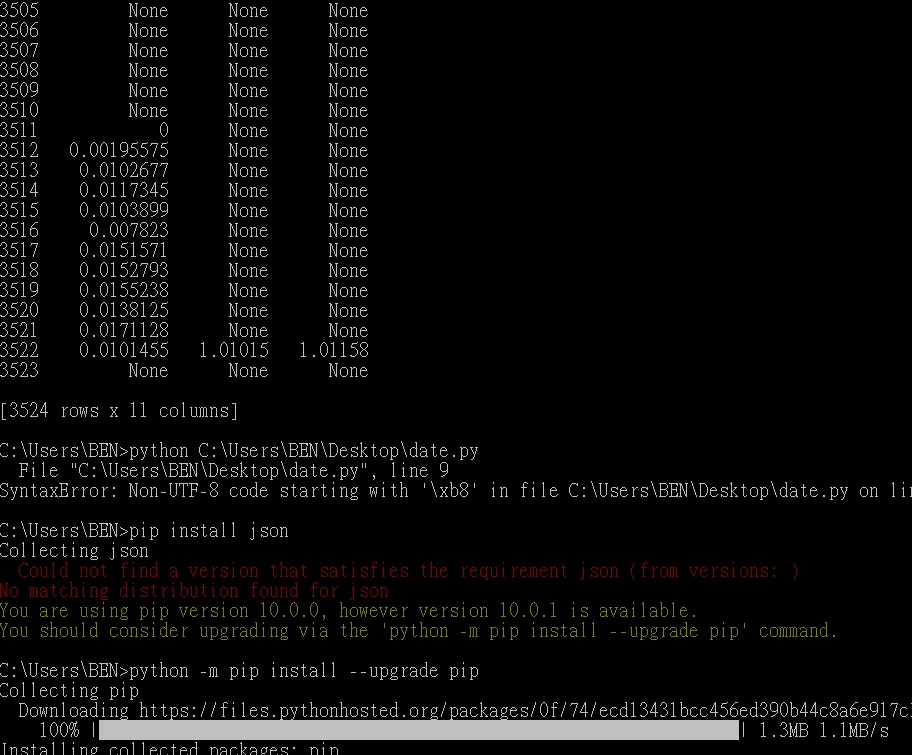 3505 None None None
3506 None None None
3507 None None None
3508 None None None
3509 None None None
3510 None None None
3511 0 None None
3512 0.00195575 None None
3513 0.0102677 None None
3514 0.0117345 None None
3515 0.0103899 None None
3516 0.007823 None None
3517 0.0151571 None None
3518 0.0152793 None None
3519 0.0155238 None None
3520 0.0138125 None None
3521 0.0171128 None None
3522 0.0101455 1.01015 1.01158
3523 None None None
[3524 rows x 11 columns]
C:\Users\BEN>python C:\Users\BEN\Desktop\date.py
File "C:\Users\BEN\Desktop\date.py", line 9
SyntaxError: Non-UTF-8 code starting with '\xb8' in file C:\Users\BEN\Desktop\date.py on
C:\Users\BEN>pip install json
Collecting json
Could not find a version that satisfies the requirement json (from versions: )
No matching distribution found for json
You are using pip version 10.0.0, however version 10.0.1 is available.
You should consider upgrading via the 'python -m pip install --upgrade pip' command.
C:\Users\BEN>python -m pip install --upgrade pip
Collecting pip
Downloading https://files.pythonhosted.org/packages/0f/74/ecd13431bcc456ed390b44c8a6e917c
100% | | 1.3MB 1.1MB/s
Installing collected packages: pip